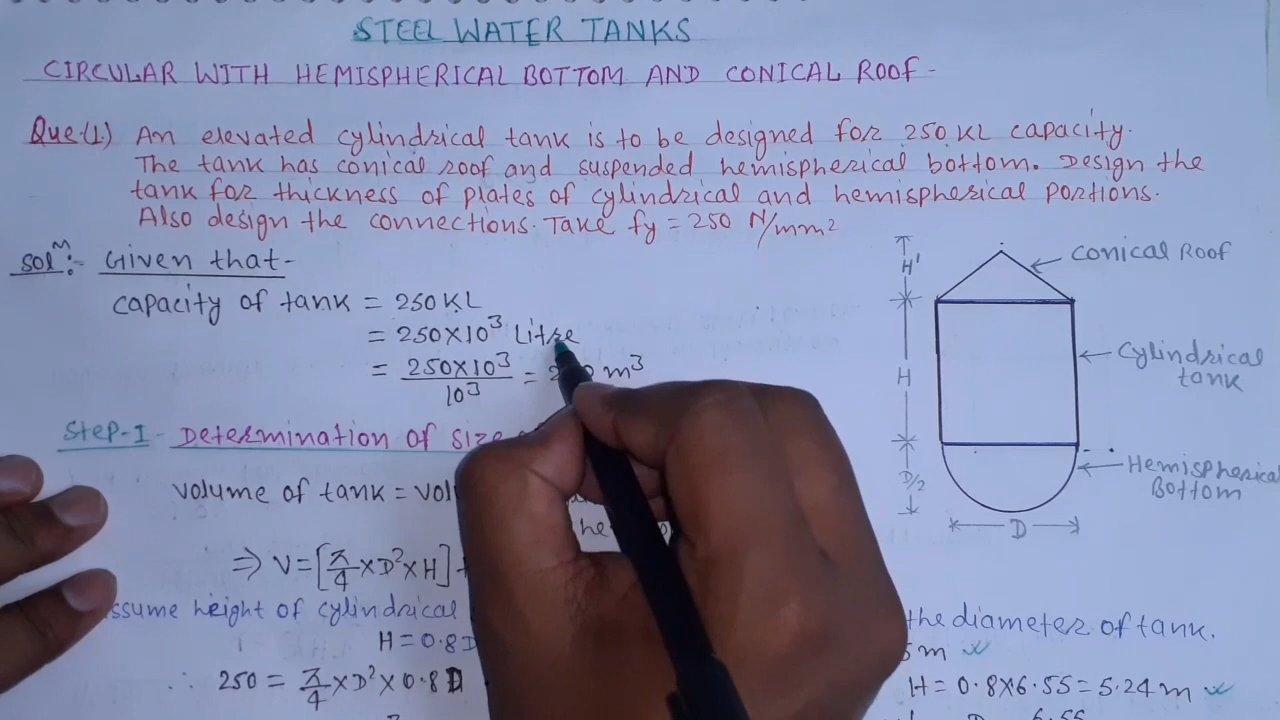 STEEL WATER TANKS
CIRCULAR WITH HEMISPHERICAL BOTTOM AND CONICAL ROOF -
Que.(1.) An elevated cylindrical tank is to be designed for 250 KL capacity.
The tank has conical roof and suspended hemispherical bottom. Design the
tank for thickness of plates of cylindrical and hemispherical portions.
Also design the connections. Take fy = 250 N/mm²
Solⁿ:- Given that-
capacity of tank = 250 KL
= 250×10³ Litre
= 250×10³/10³ = m³
Step-I - Determination of size
volume of tank =
⇒ V = [π/4 ×D²×H] +
ssume height of cylindrical
H = 0.8D
∴ 250 = π/4 ×D²×0.8D
the diameter of tank.
5m
H = 0.8×6.55 = 5.24m
H'
Conical Roof
H
Cylindrical
tank
D/2
Hemispherical
Bottom
D